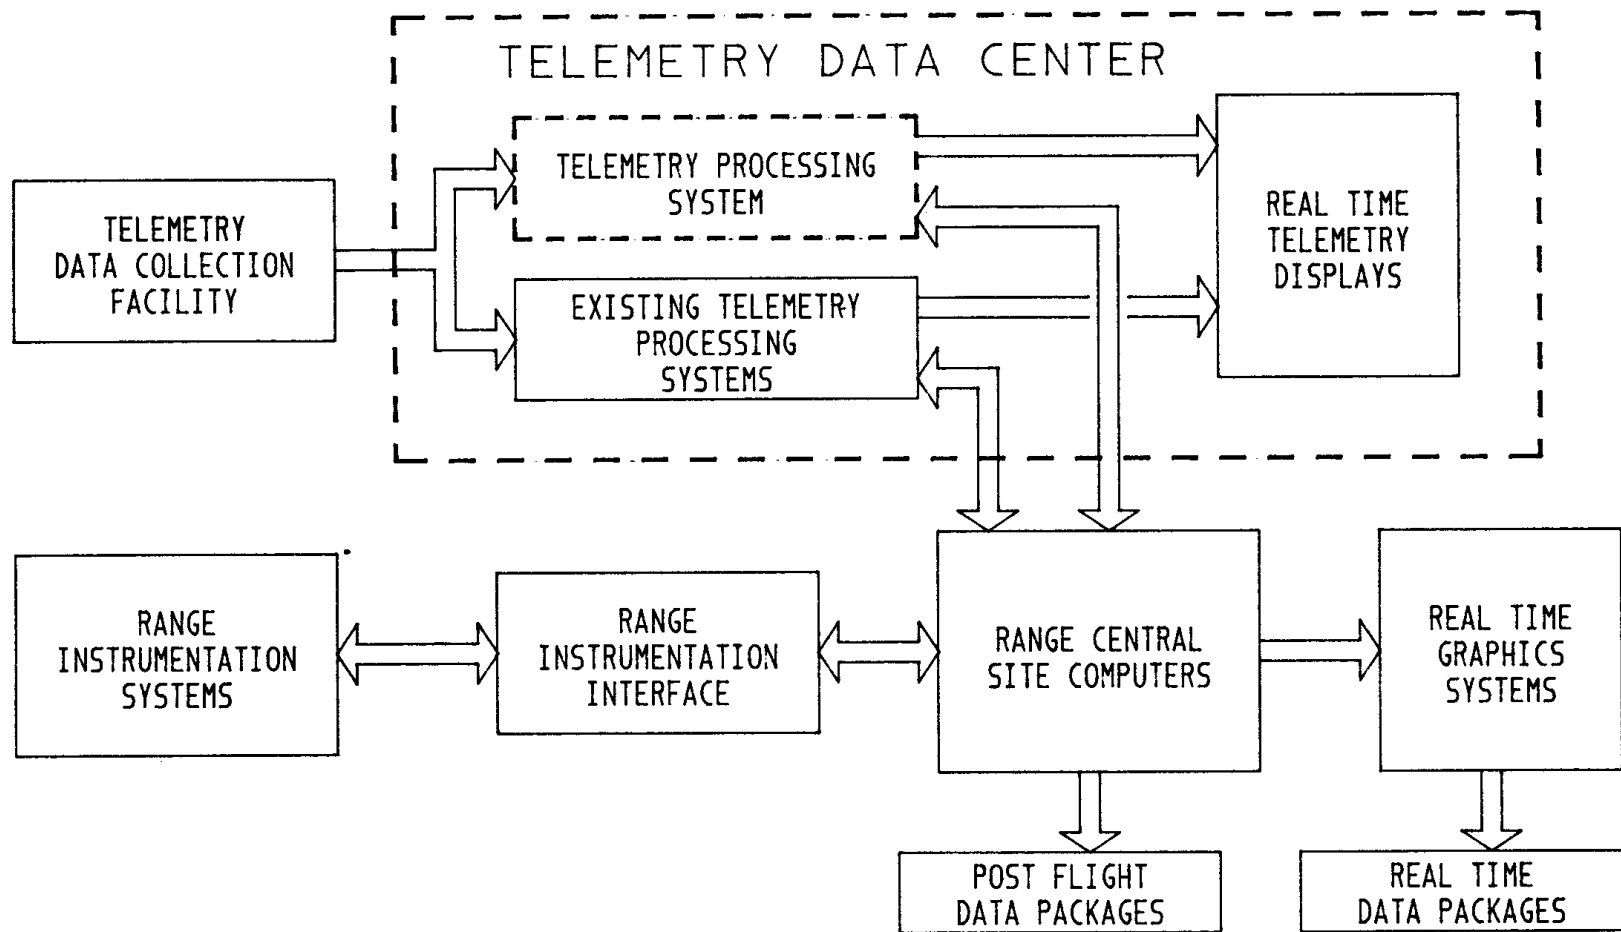 TELEMETRY DATA CENTER
TELEMETRY PROCESSING
SYSTEM
TELEMETRY
DATA COLLECTION
FACILITY
EXISTING TELEMETRY
PROCESSING
SYSTEMS
REAL TIME
TELEMETRY
DISPLAYS
RANGE
INSTRUMENTATION
SYSTEMS
RANGE
INSTRUMENTATION
INTERFACE
RANGE CENTRAL
SITE COMPUTERS
REAL TIME
GRAPHICS
SYSTEMS
POST FLIGHT
DATA PACKAGES
REAL TIME
DATA PACKAGES